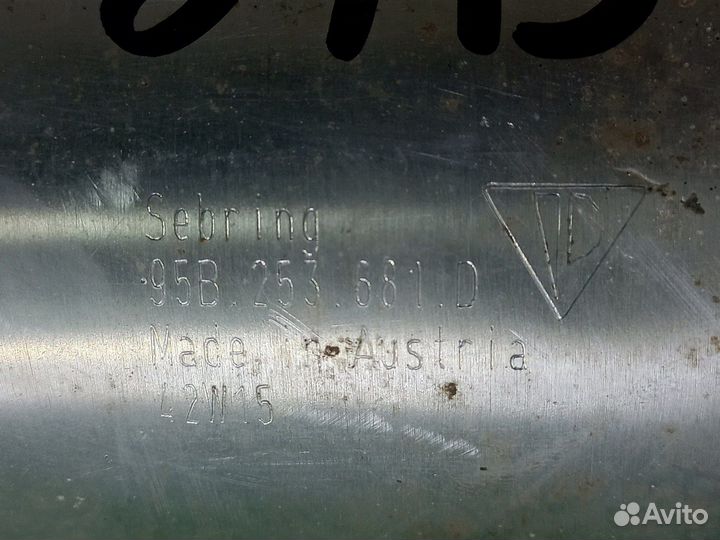 Sebring
95B.253.681.D
Made in Austria
42W15
Avito